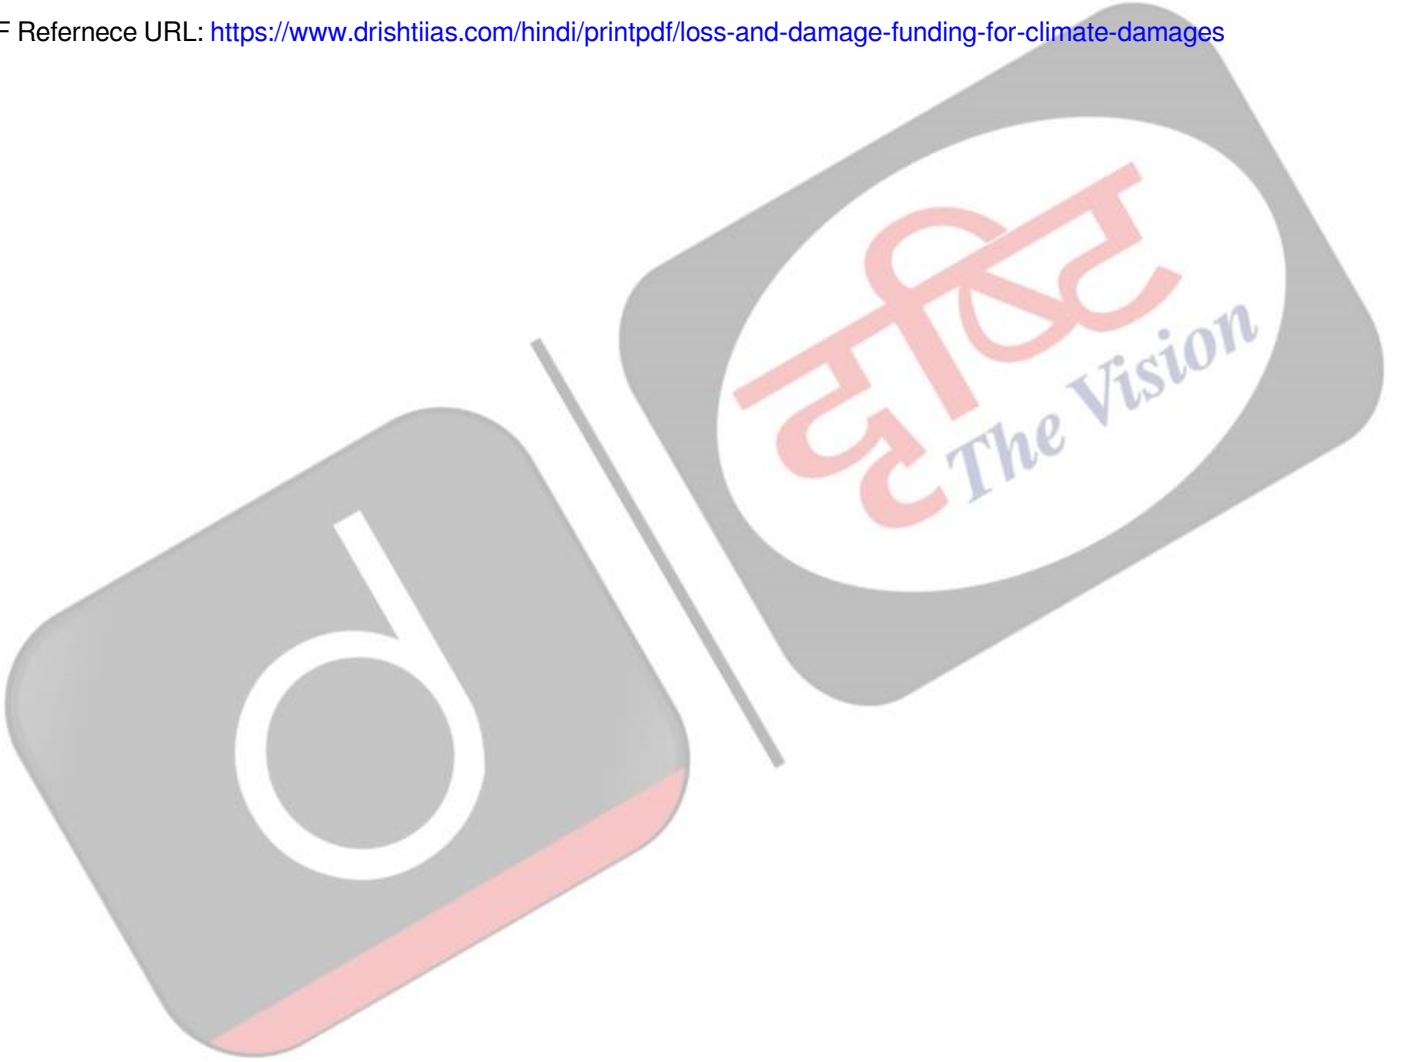 F Refernece URL: https://www.drishtiias.com/hindi/printpdf/loss-and-damage-funding-for-climate-damages
दृष्टि
The Vision
d